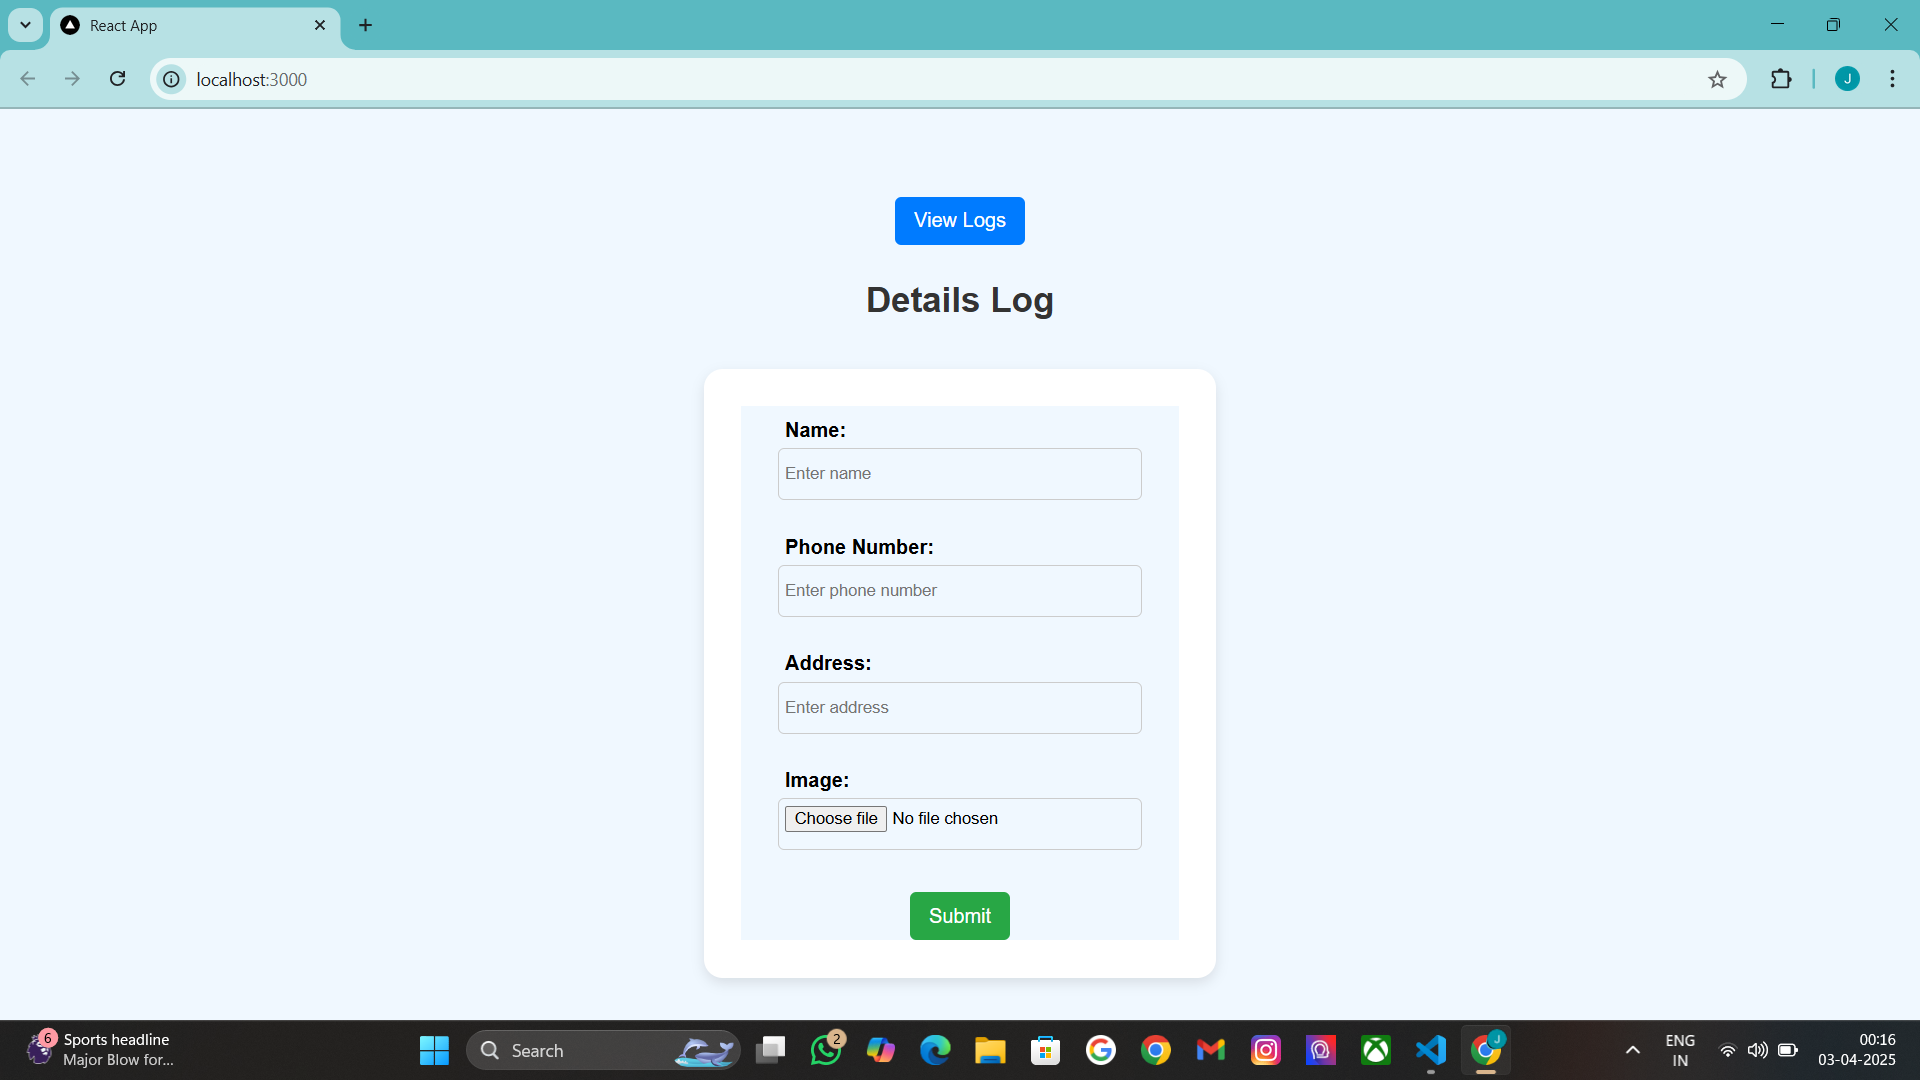 React App
localhost:3000
J
View Logs
Details Log
Name:
Enter name
Phone Number:
Enter phone number
Address:
Enter address
Image:
Choose file No file chosen
Submit
6
Sports headline
Major Blow for...
Search
2
J
ENG
IN
00:16
03-04-2025